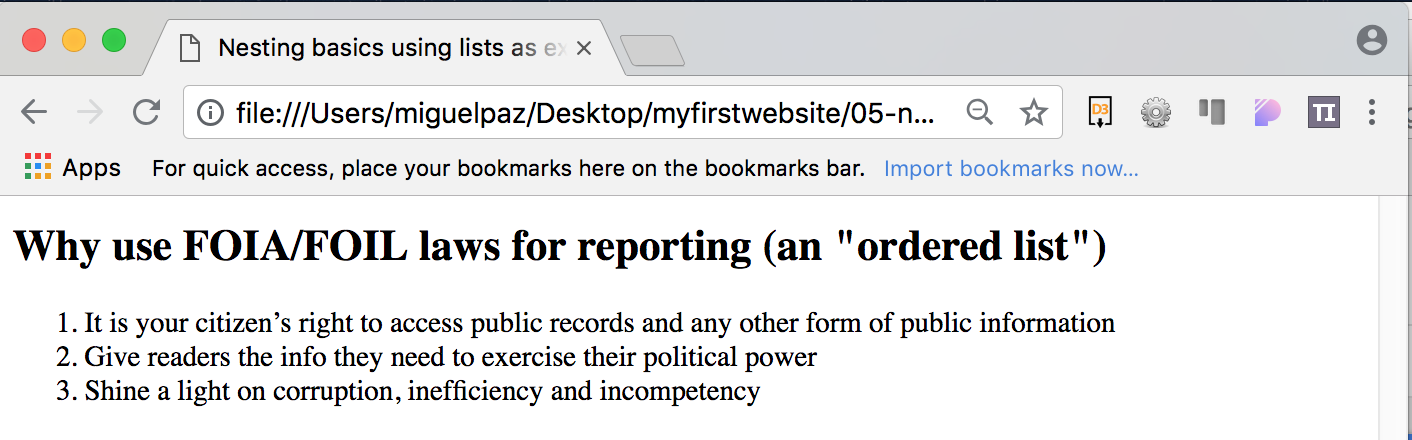 Nesting basics using lists as
file:///Users/miguelpaz/Desktop/myfirstwebsite/05-n...
D3
Apps
For quick access, place your bookmarks here on the bookmarks bar. Import bookmarks now...
Why use FOIA/FOIL laws for reporting (an "ordered list")
1. It is your citizen’s right to access public records and any other form of public information
2. Give readers the info they need to exercise their political power
3. Shine a light on corruption, inefficiency and incompetency